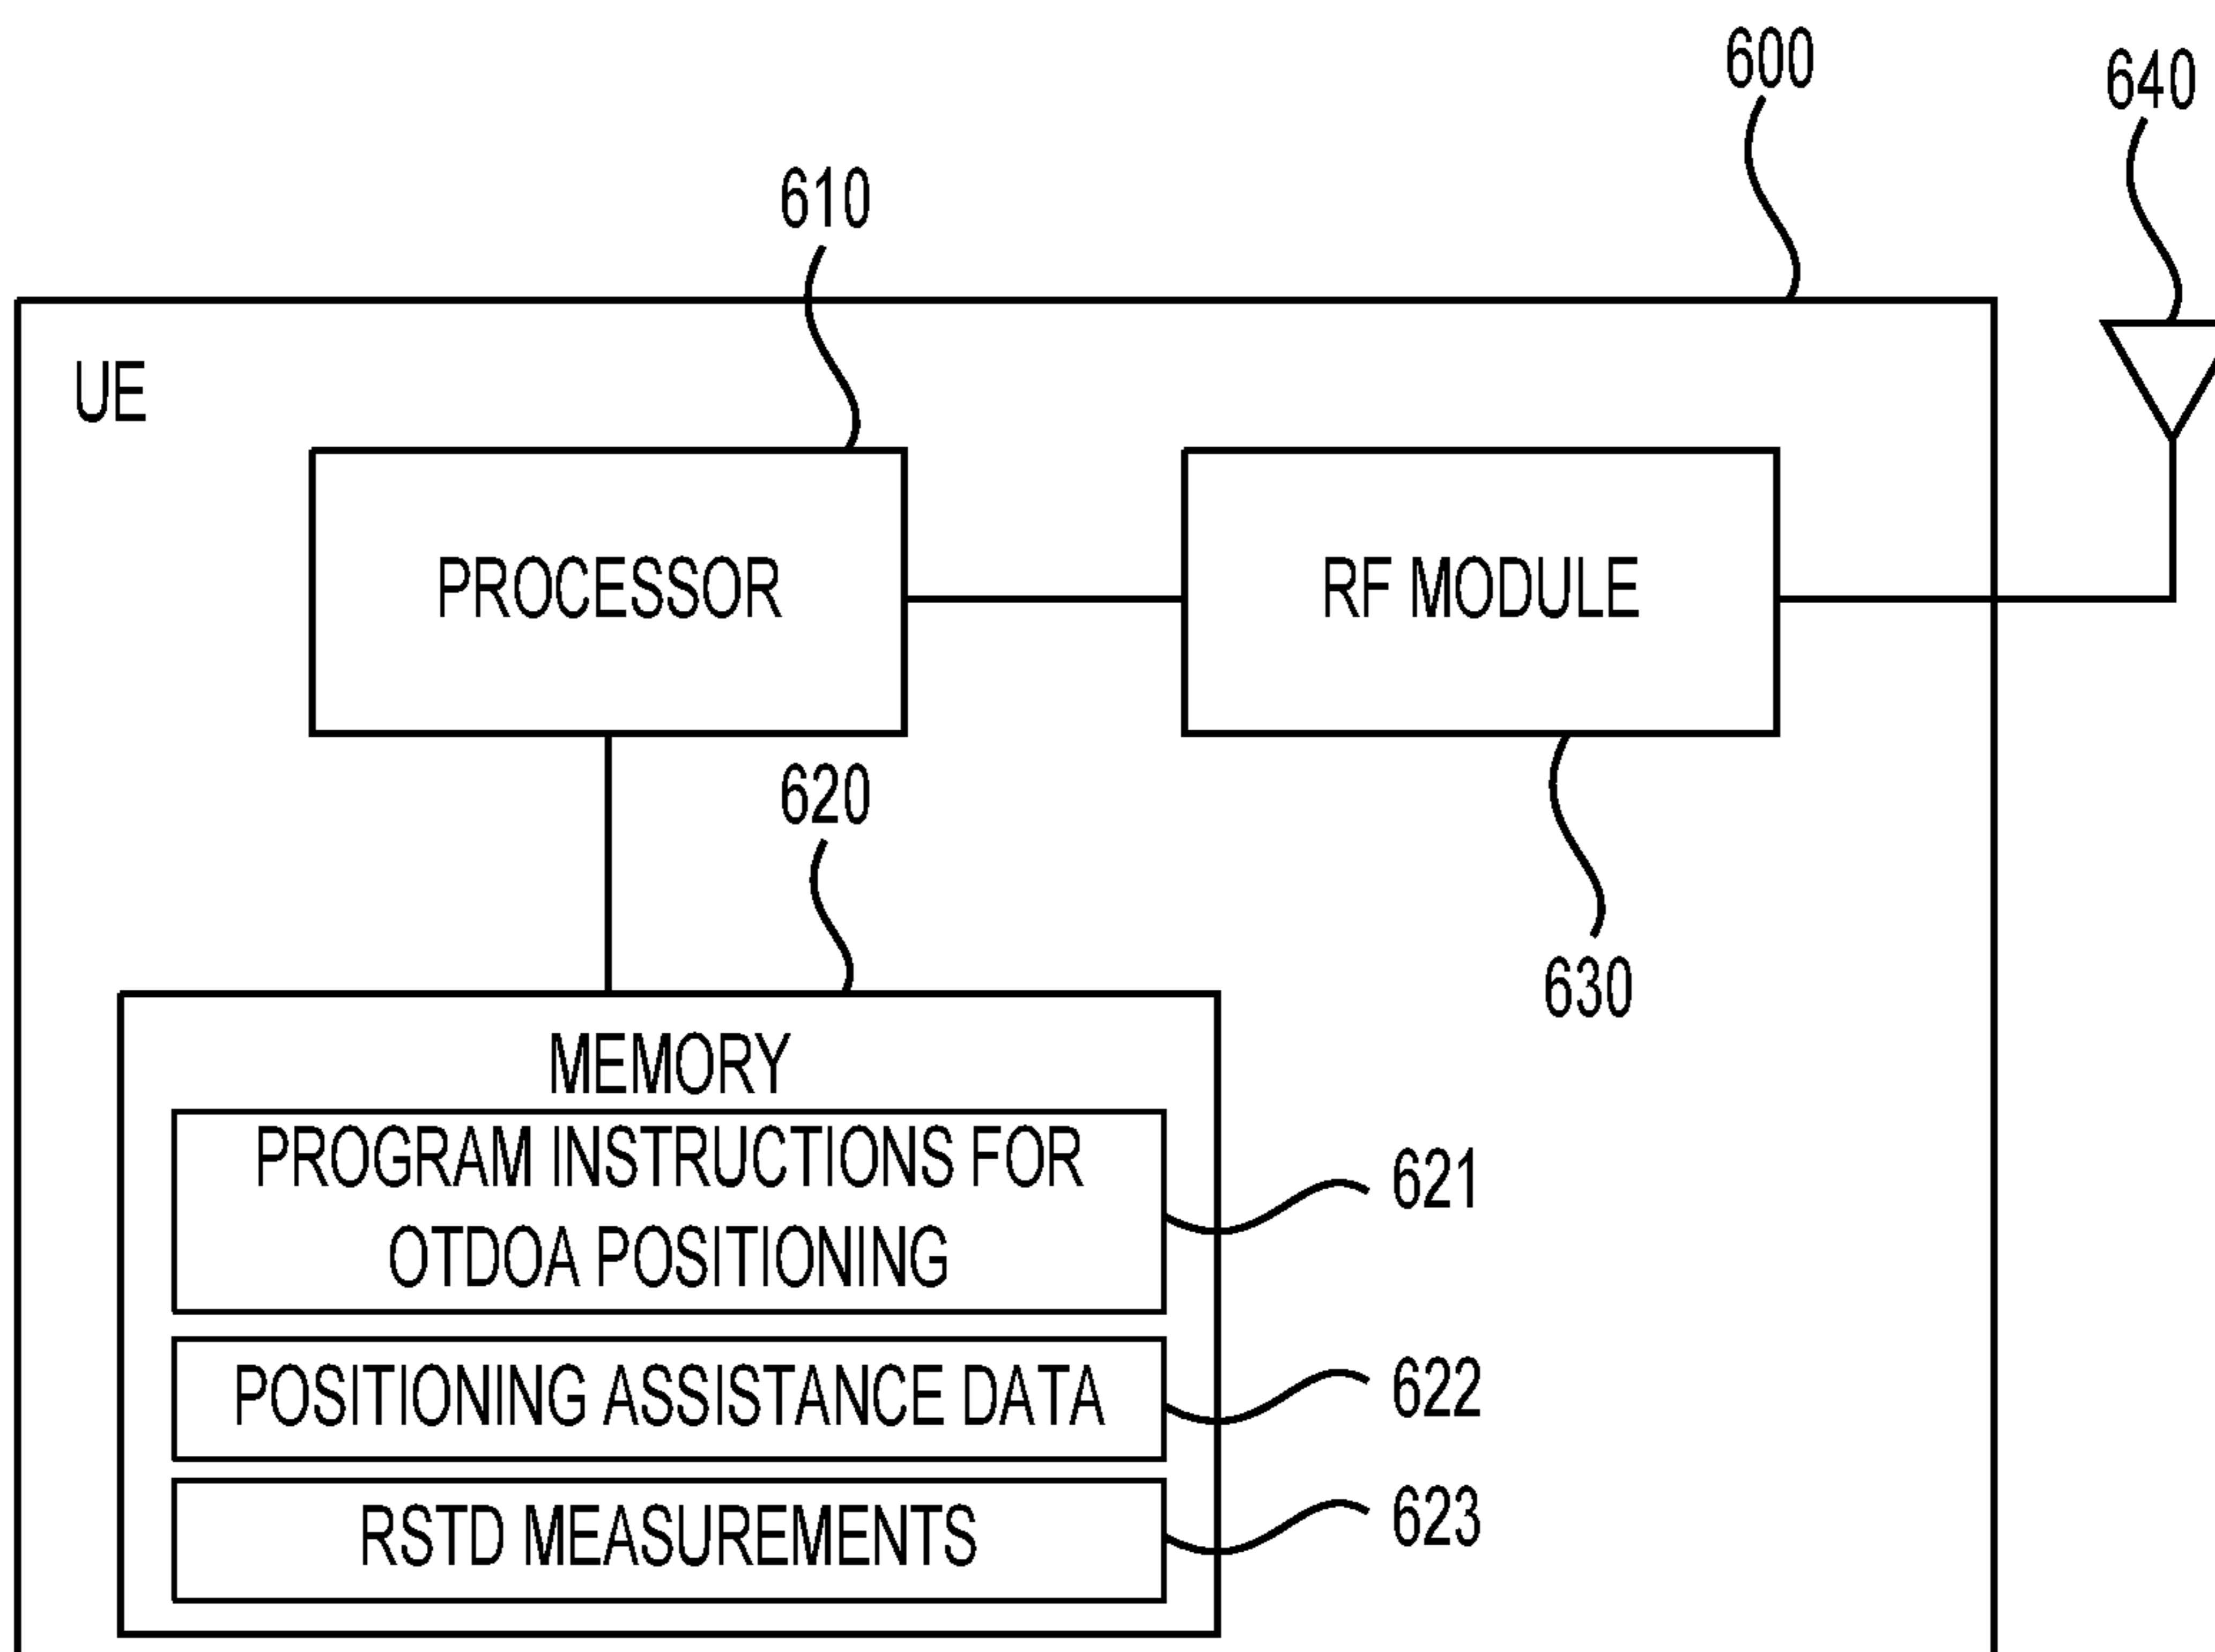 600
640
610
UE
PROCESSOR
RF MODULE
620
630
MEMORY
PROGRAM INSTRUCTIONS FOR
OTDOA POSITIONING
621
POSITIONING ASSISTANCE DATA
622
RSTD MEASUREMENTS
623